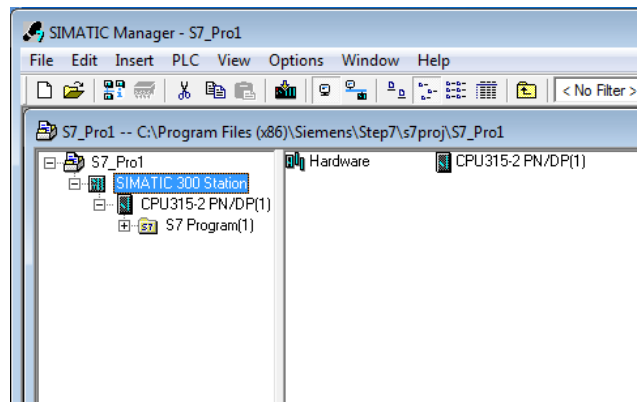 SIMATIC Manager - S7_Pro1
File Edit Insert PLC View Options Window Help
< No Filter >
S7_Pro1 -- C:\Program Files (x86)\Siemens\Step7\s7proj\S7_Pro1
S7_Pro1
SIMATIC 300 Station
CPU315-2 PN/DP(1)
S7 Program(1)
Hardware
CPU315-2 PN/DP(1)